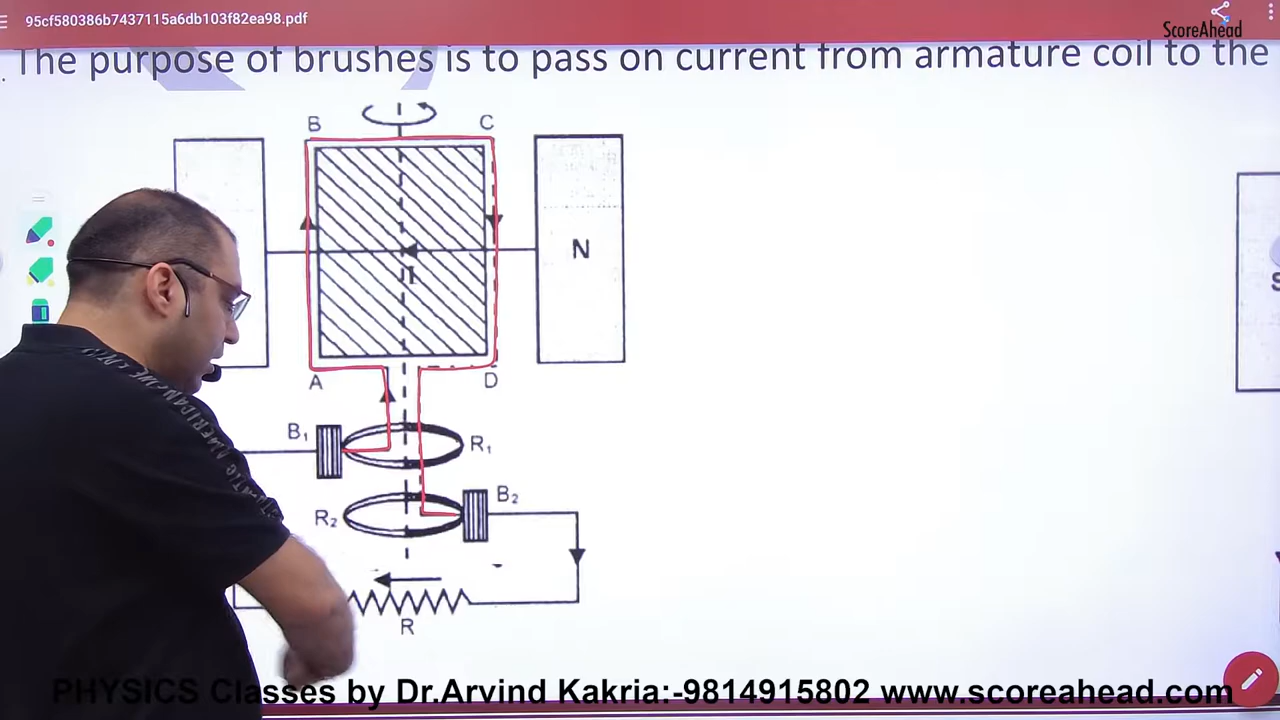 95cf580386b7437115a6db103f82ea98.pdf
ScoreAhead
The purpose of brushes is to pass on current from armature coil to the
B
C
N
S
A
D
B₁
R₁
B₂
R₂
R
PHYSICS Classes by Dr.Arvind Kakria:-9814915802 www.scoreahead.com